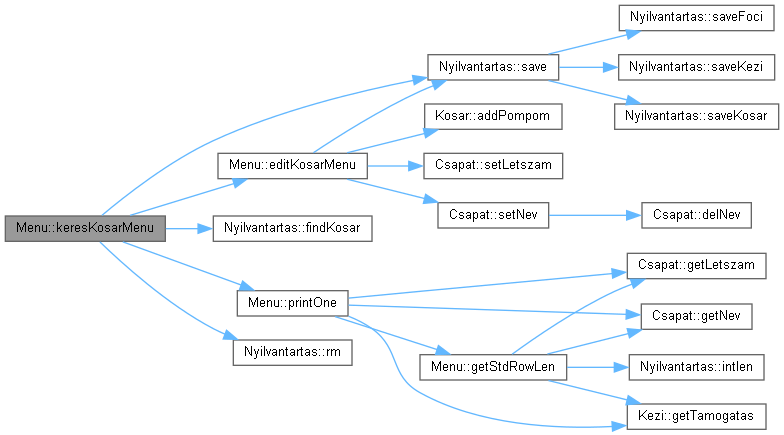 Menu::keresKosarMenu
Nyilvantartas::save
Nyilvantartas::saveFoci
Nyilvantartas::saveKezi
Nyilvantartas::saveKosar
Menu::editKosarMenu
Kosar::addPompom
Csapat::setLetszam
Csapat::setNev
Csapat::delNev
Nyilvantartas::findKosar
Menu::printOne
Csapat::getLetszam
Csapat::getNev
Menu::getStdRowLen
Nyilvantartas::intlen
Kezi::getTamogatas
Nyilvantartas::rm